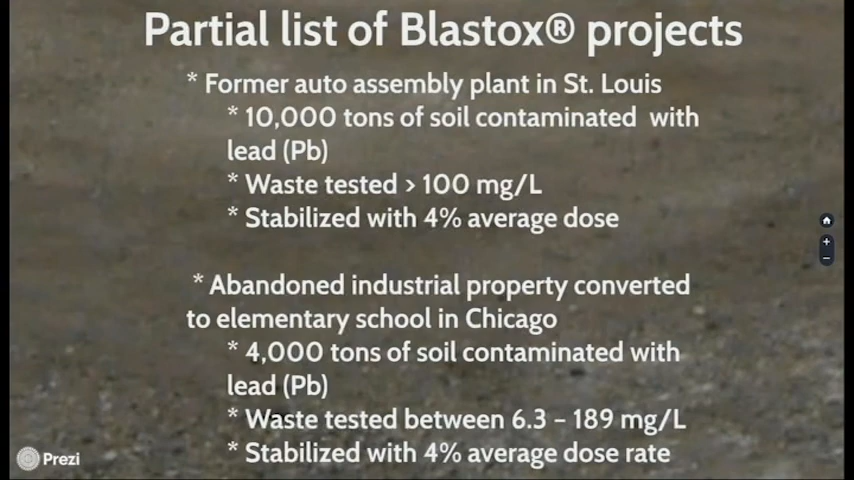 Partial list of Blastox® projects
* Former auto assembly plant in St. Louis
* 10,000 tons of soil contaminated with
lead (Pb)
* Waste tested > 100 mg/L
* Stabilized with 4% average dose
* Abandoned industrial property converted
to elementary school in Chicago
* 4,000 tons of soil contaminated with
lead (Pb)
* Waste tested between 6.3 – 189 mg/L
* Stabilized with 4% average dose rate
Prezi